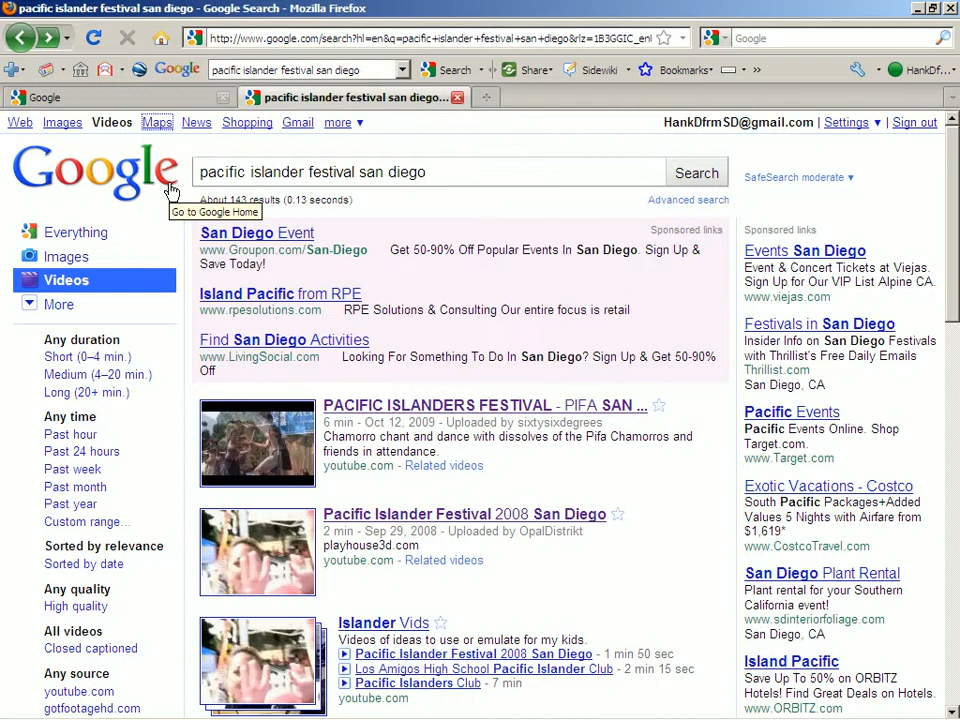 pacific islander festival san diego - Google Search - Mozilla Firefox
http://www.google.com/search?hl=en&q=pacific+islander+festival+san+diego&rlz=1B3GGIC_en
Google
Google
pacific islander festival san diego
Search
Share
Sidewiki
Bookmarks
»
HankDf...
Google
pacific islander festival san diego...
Web Images Videos Maps News Shopping Gmail more ▼
HankDfrmSD@gmail.com | Settings ▼ | Sign out
Google
pacific islander festival san diego
Search
SafeSearch moderate ▼
About 143 results (0.13 seconds)
Advanced search
Go to Google Home
Everything
Images
Videos
More
Any duration
Short (0–4 min.)
Medium (4–20 min.)
Long (20+ min.)
Any time
Past hour
Past 24 hours
Past week
Past month
Past year
Custom range...
Sorted by relevance
Sorted by date
Any quality
High quality
All videos
Closed captioned
Any source
youtube.com
gotfootagehd.com
San Diego Event
Sponsored links
www.Groupon.com/San-Diego Get 50-90% Off Popular Events In San Diego. Sign Up &
Save Today!
Island Pacific from RPE
www.rpesolutions.com RPE Solutions & Consulting Our entire focus is retail
Find San Diego Activities
www.LivingSocial.com Looking For Something To Do In San Diego? Sign Up & Get 50-90%
Off
PACIFIC ISLANDERS FESTIVAL - PIFA SAN ...
6 min - Oct 12, 2009 - Uploaded by sixtysixdegrees
Chamorro chant and dance with dissolves of the Pifa Chamorros and
friends in attendance.
youtube.com - Related videos
Pacific Islander Festival 2008 San Diego
2 min - Sep 29, 2008 - Uploaded by OpalDistrikt
playhouse3d.com
youtube.com - Related videos
Islander Vids
Videos of ideas to use or emulate for my kids.
Pacific Islander Festival 2008 San Diego - 1 min 50 sec
Los Amigos High School Pacific Islander Club - 2 min 15 sec
Pacific Islanders Club - 7 min
youtube.com
Sponsored links
Events San Diego
Event & Concert Tickets at Viejas.
Sign Up for Our VIP List Alpine CA.
www.viejas.com
Festivals in San Diego
Insider Info on San Diego Festivals
with Thrillist's Free Daily Emails
Thrillist.com
San Diego, CA
Pacific Events
Pacific Events Online. Shop
Target.com.
www.Target.com
Exotic Vacations - Costco
South Pacific Packages+Added
Values 5 Nights with Airfare from
$1,619*
www.CostcoTravel.com
San Diego Plant Rental
Plant rental for your Southern
California event!
www.sdinteriorfoliage.com
San Diego, CA
Island Pacific
Save Up To 50% on ORBITZ
Hotels! Find Great Deals on Hotels.
www.ORBITZ.com